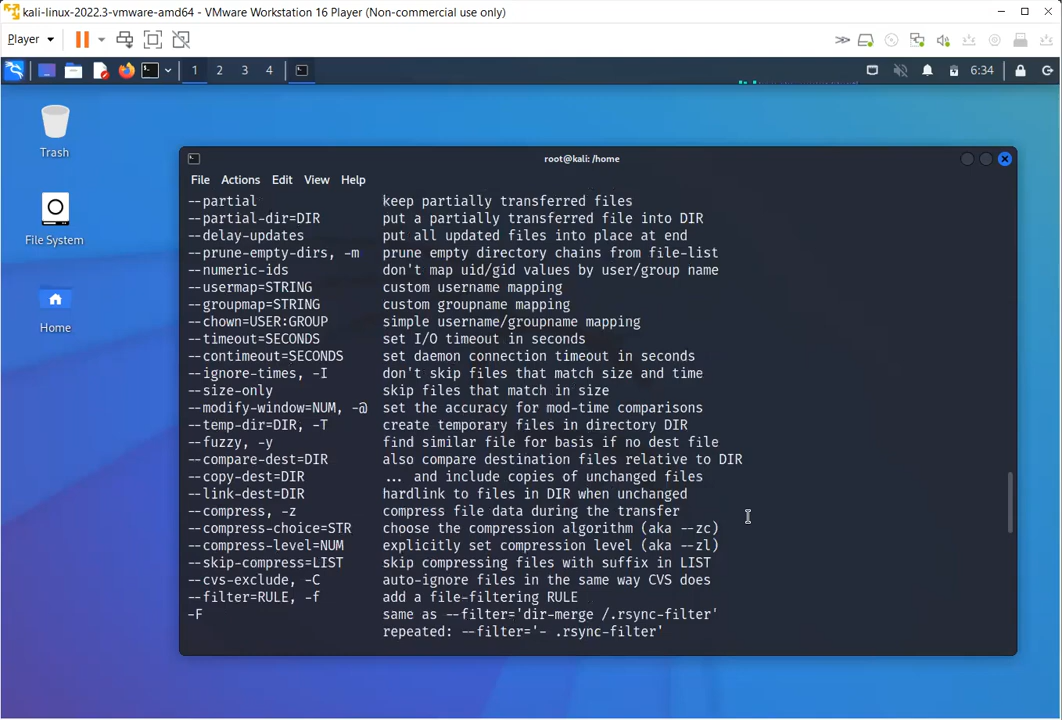 kali-linux-2022.3-vmware-amd64 - VMware Workstation 16 Player (Non-commercial use only)
Player
1 2 3 4
6:34
Trash
File System
Home
root@kali: /home
File Actions Edit View Help
--partial keep partially transferred files
--partial-dir=DIR put a partially transferred file into DIR
--delay-updates put all updated files into place at end
--prune-empty-dirs, -m prune empty directory chains from file-list
--numeric-ids don't map uid/gid values by user/group name
--usermap=STRING custom username mapping
--groupmap=STRING custom groupname mapping
--chown=USER:GROUP simple username/groupname mapping
--timeout=SECONDS set I/O timeout in seconds
--contimeout=SECONDS set daemon connection timeout in seconds
--ignore-times, -I don't skip files that match size and time
--size-only skip files that match in size
--modify-window=NUM, -@ set the accuracy for mod-time comparisons
--temp-dir=DIR, -T create temporary files in directory DIR
--fuzzy, -y find similar file for basis if no dest file
--compare-dest=DIR also compare destination files relative to DIR
--copy-dest=DIR ... and include copies of unchanged files
--link-dest=DIR hardlink to files in DIR when unchanged
--compress, -z compress file data during the transfer
--compress-choice=STR choose the compression algorithm (aka --zc)
--compress-level=NUM explicitly set compression level (aka --zl)
--skip-compress=LIST skip compressing files with suffix in LIST
--cvs-exclude, -C auto-ignore files in the same way CVS does
--filter=RULE, -f add a file-filtering RULE
-F same as --filter='dir-merge /.rsync-filter'
repeated: --filter='- .rsync-filter'